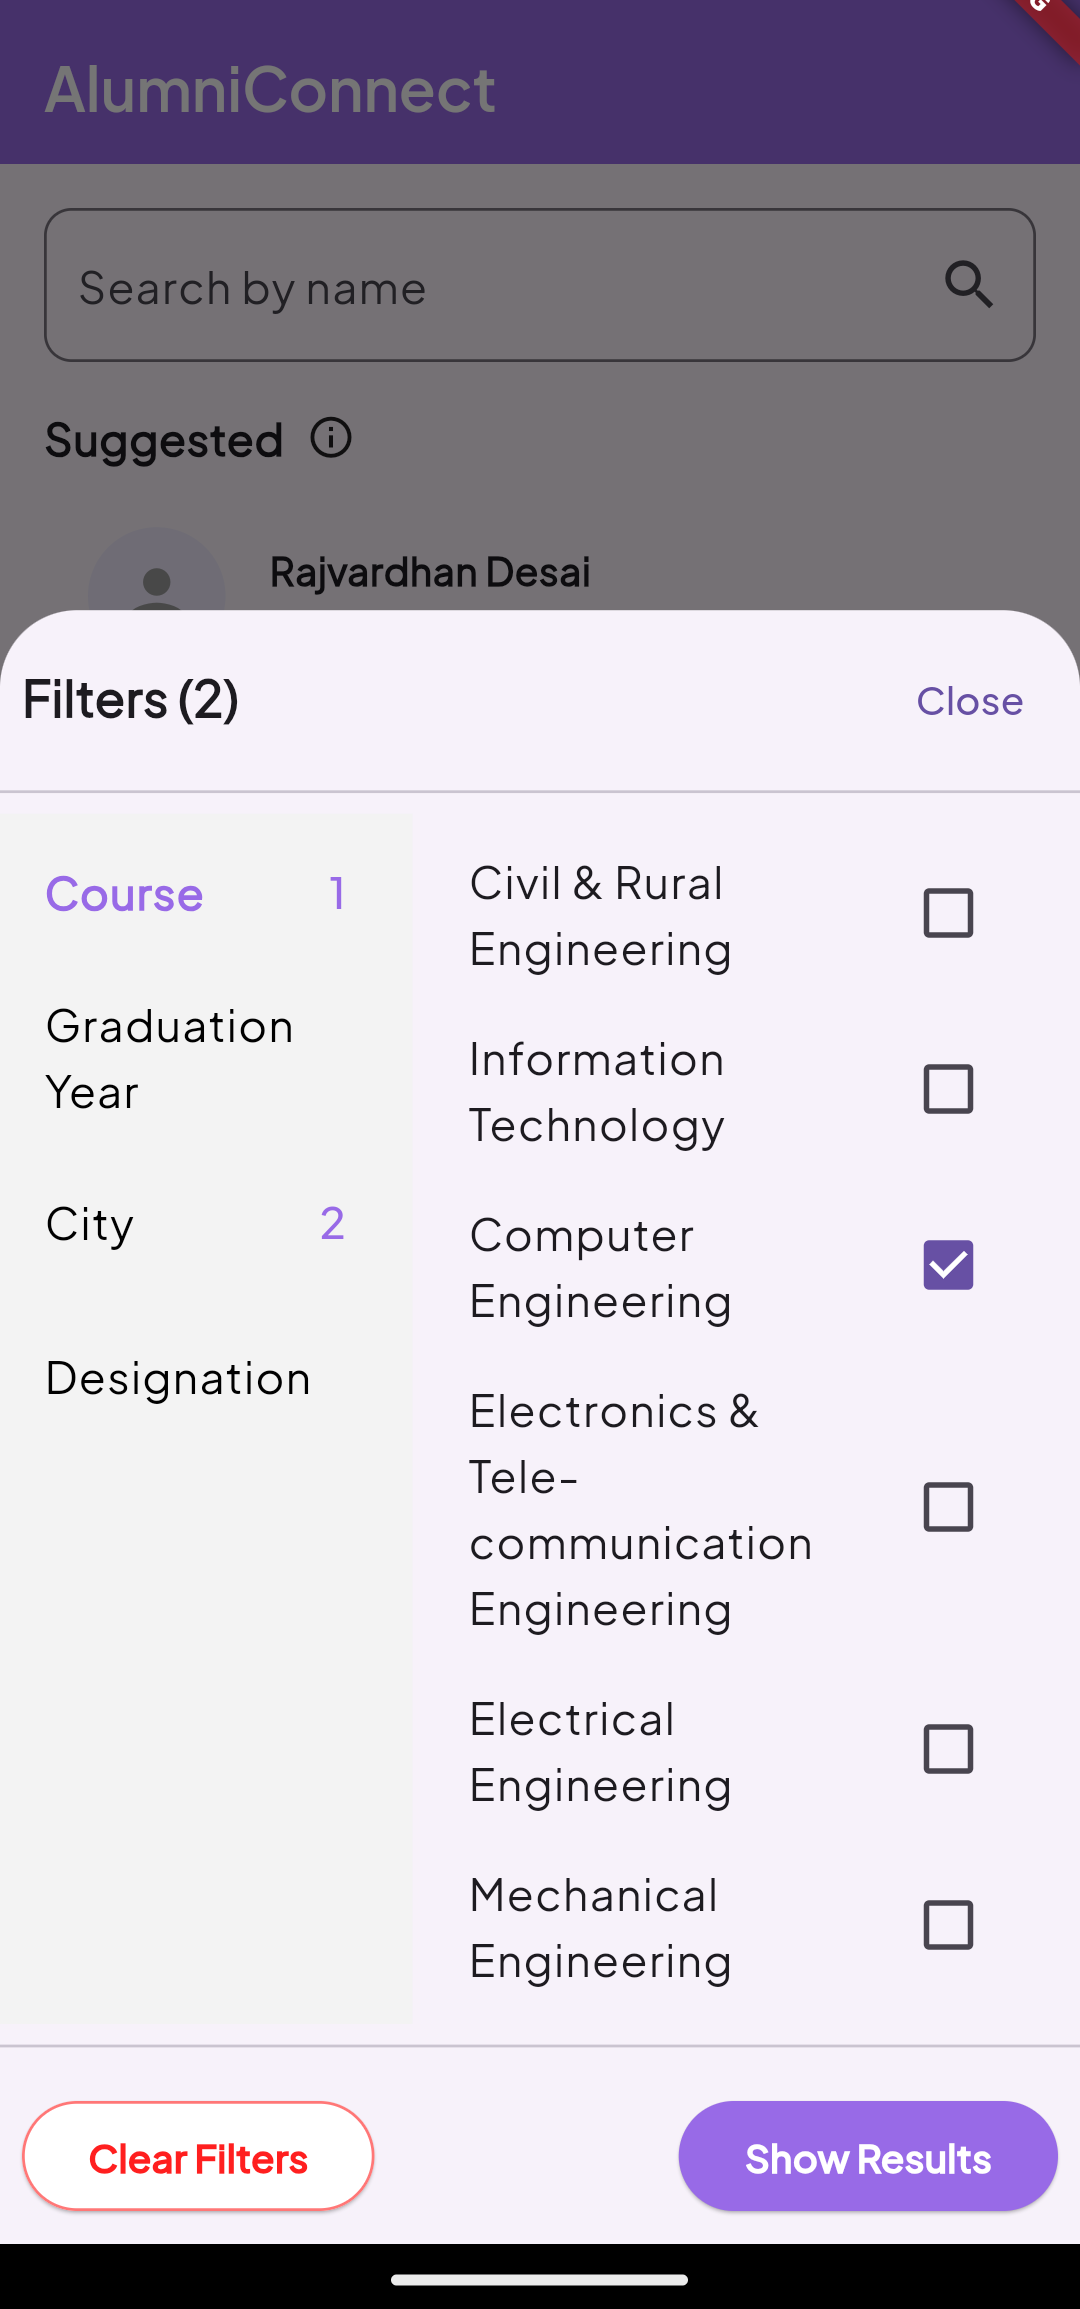 AlumniConnect
G
Search by name
Suggested
Rajvardhan Desai
Filters (2)
Close
Course 1
Graduation
Year
City 2
Designation
Civil & Rural
Engineering
Information
Technology
Computer
Engineering
Electronics &
Tele-
communication
Engineering
Electrical
Engineering
Mechanical
Engineering
Clear Filters
Show Results